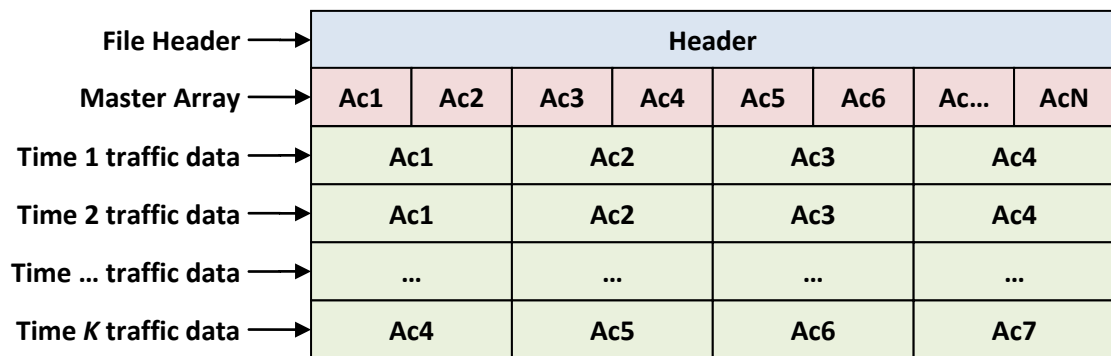 File Header Header
Master Array Ac1 Ac2 Ac3 Ac4 Ac5 Ac6 Ac... AcN
Time 1 traffic data Ac1 Ac2 Ac3 Ac4
Time 2 traffic data Ac1 Ac2 Ac3 Ac4
Time ... traffic data ... ... ... ...
Time K traffic data Ac4 Ac5 Ac6 Ac7